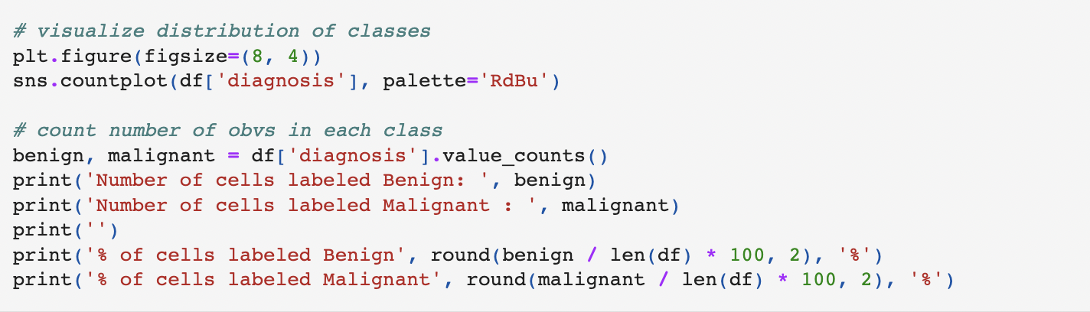 # visualize distribution of classes
plt.figure(figsize=(8, 4))
sns.countplot(df['diagnosis'], palette='RdBu')

# count number of obvs in each class
benign, malignant = df['diagnosis'].value_counts()
print('Number of cells labeled Benign: ', benign)
print('Number of cells labeled Malignant : ', malignant)
print('')
print('% of cells labeled Benign', round(benign / len(df) * 100, 2), '%')
print('% of cells labeled Malignant', round(malignant / len(df) * 100, 2), '%')